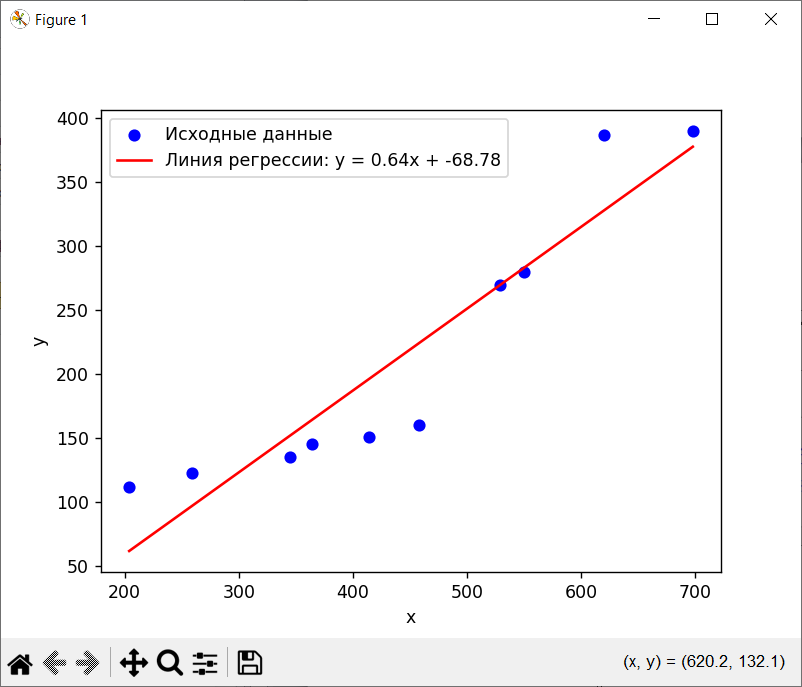 Figure 1
400
350
300
250
200
150
100
50
y
Исходные данные
Линия регрессии: y = 0.64x + -68.78
200 300 400 500 600 700
x
(x, y) = (620.2, 132.1)